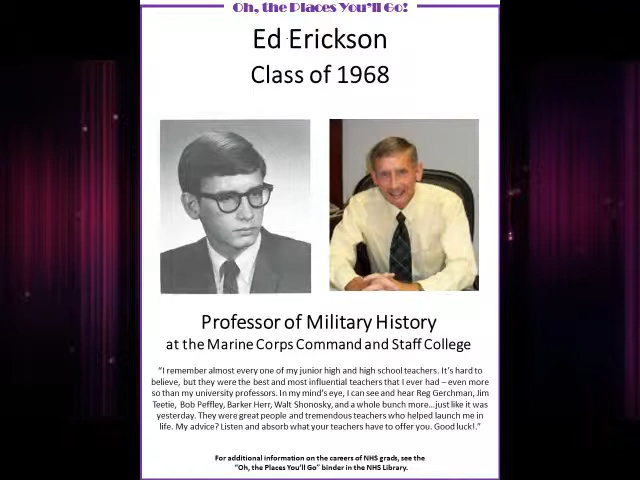 Oh, the Places You'll Go!
Ed Erickson
Class of 1968
Professor of Military History
at the Marine Corps Command and Staff College
“I remember almost every one of my junior high and high school teachers. It's hard to
believe, but they were the best and most influential teachers that I ever had – even more
so than my university professors. In my mind's eye, I can see and hear Reg Gerchman, Jim
Teetie, Bob Peffley, Barker Herr, Walt Shonosky, and a whole bunch more…just like it was
yesterday. They were great people and tremendous teachers who helped launch me in
life. My advice? Listen and absorb what your teachers have to offer you. Good luck!.”
For additional information on the careers of NHS grads, see the
“Oh, the Places You'll Go” binder in the NHS Library.